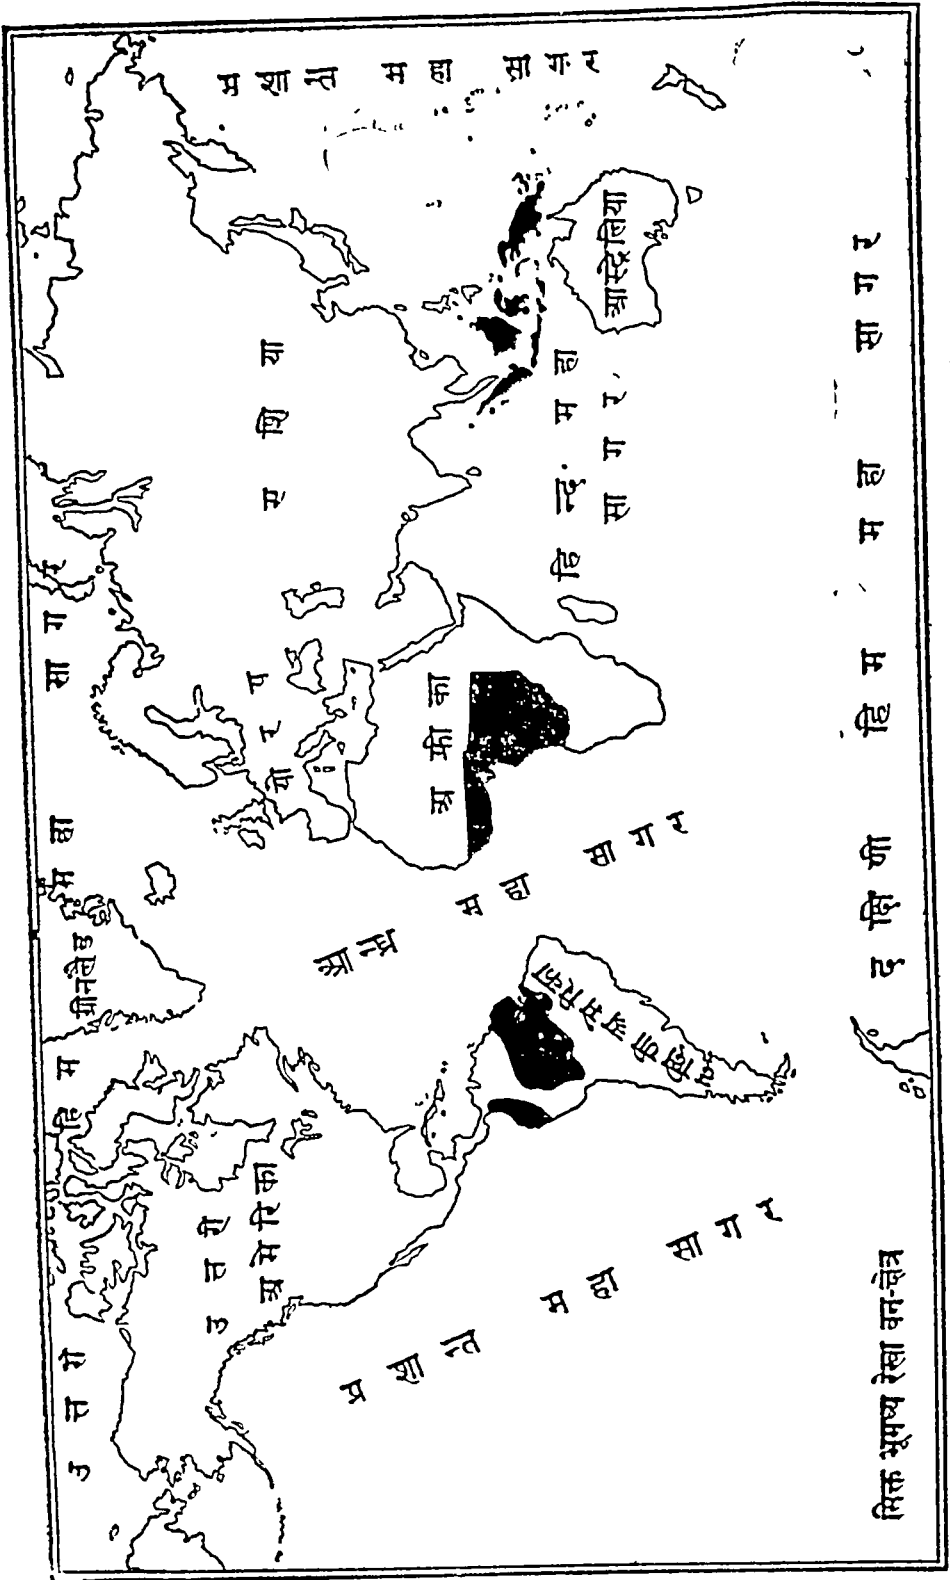 उत्तरी हिम महा सागर
ग्रीनलैंड
उत्तरी
अमेरिका
योरप
एशिया
प्रशान्त महा सागर
आन्ध्र महा सागर
अफ्रीका
प्रशान्त महा सागर
दक्षिणी अमेरिका
हिन्द महा
सागर
आस्ट्रेलिया
दक्षिणी हिम महा सागर
सिक्त भूमध्य रेखा वन-क्षेत्र